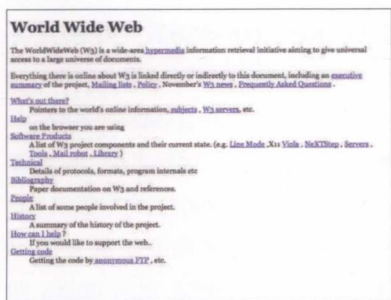 World Wide Web
The WorldWideWeb (W3) is a wide-area hypermedia information retrieval initiative aiming to give universal
access to a large universe of documents.
Everything there is online about W3 is linked directly or indirectly to this document, including an executive
summary of the project, Mailing lists , Policy , November's W3 news , Frequently Asked Questions .
What's out there?
Pointers to the world's online information, subjects , W3 servers, etc.
Help
on the browser you are using
Software Products
A list of W3 project components and their current state. (e.g. Line Mode ,X11 Viola , NeXTStep , Servers ,
Tools , Mail robot , Library )
Technical
Details of protocols, formats, program internals etc
Bibliography
Paper documentation on W3 and references.
People
A list of some people involved in the project.
History
A summary of the history of the project.
How can I help ?
If you would like to support the web..
Getting code
Getting the code by anonymous FTP , etc.